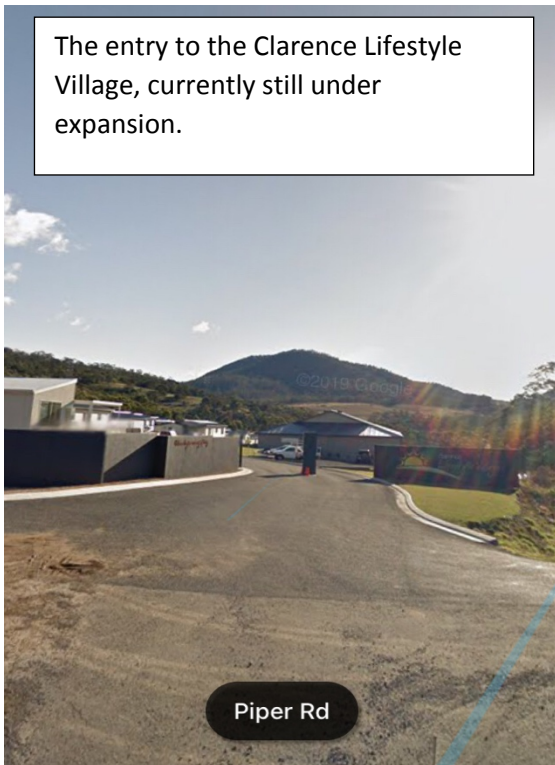 The entry to the Clarence Lifestyle
Village, currently still under
expansion.
©2019 Google
Piper Rd